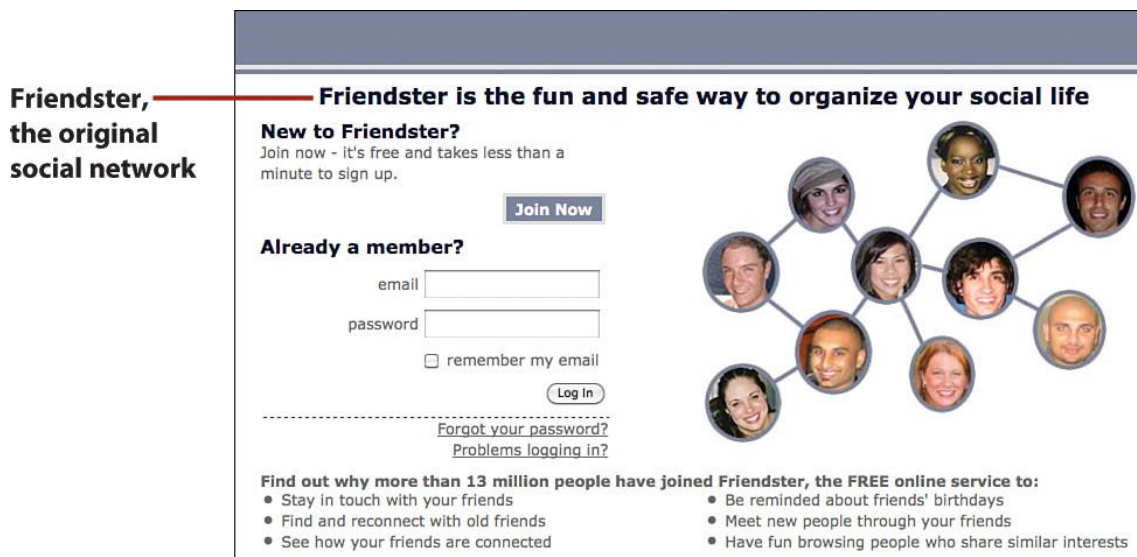 Friendster,
the original
social network
Friendster is the fun and safe way to organize your social life
New to Friendster?
Join now - it's free and takes less than a
minute to sign up.
Join Now
Already a member?
email
password
remember my email
Log In
Forgot your password?
Problems logging in?
Find out why more than 13 million people have joined Friendster, the FREE online service to:
• Stay in touch with your friends
• Find and reconnect with old friends
• See how your friends are connected
• Be reminded about friends' birthdays
• Meet new people through your friends
• Have fun browsing people who share similar interests